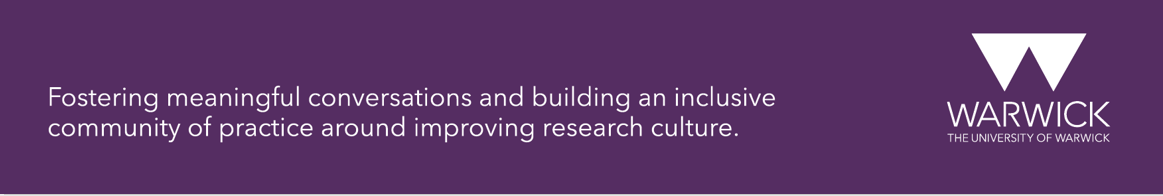 Fostering meaningful conversations and building an inclusive
community of practice around improving research culture.
WARWICK
THE UNIVERSITY OF WARWICK